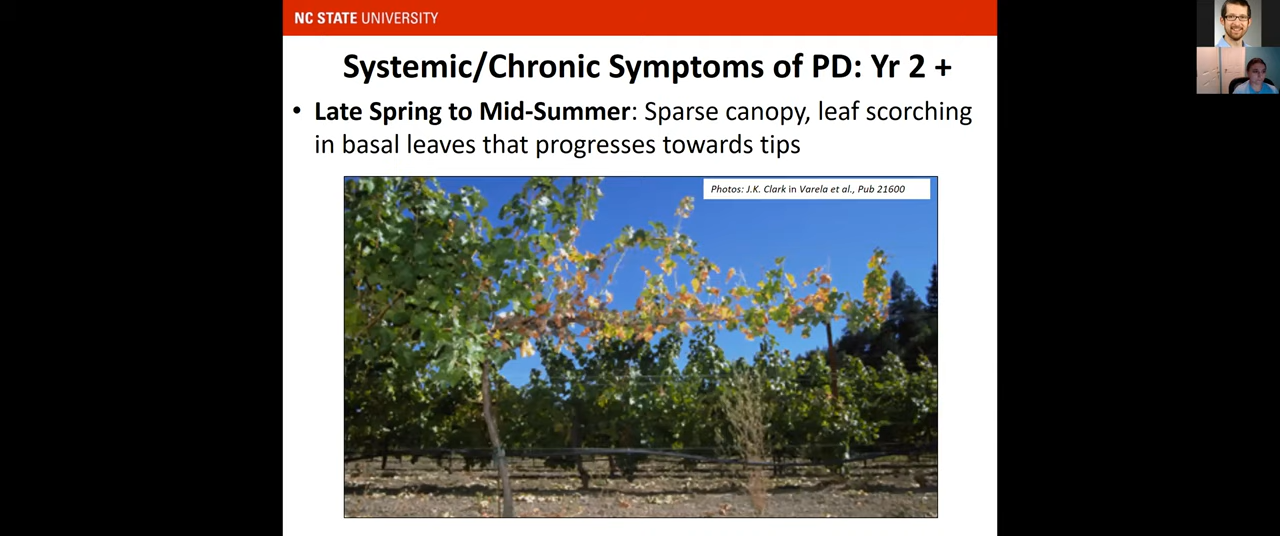 NC STATE UNIVERSITY
Systemic/Chronic Symptoms of PD: Yr 2 +
• Late Spring to Mid-Summer: Sparse canopy, leaf scorching
in basal leaves that progresses towards tips
Photos: J.K. Clark in Varela et al., Pub 21600